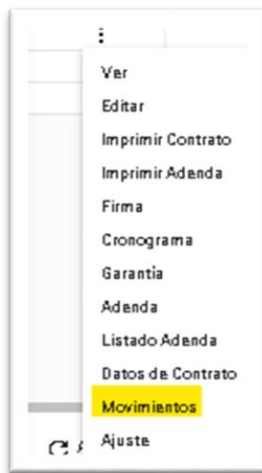 Ver
Editar
Imprimir Contrato
Imprimir Adenda
Firma
Cronograma
Garantía
Adenda
Listado Adenda
Datos de Contrato
Movimientos
Ajuste